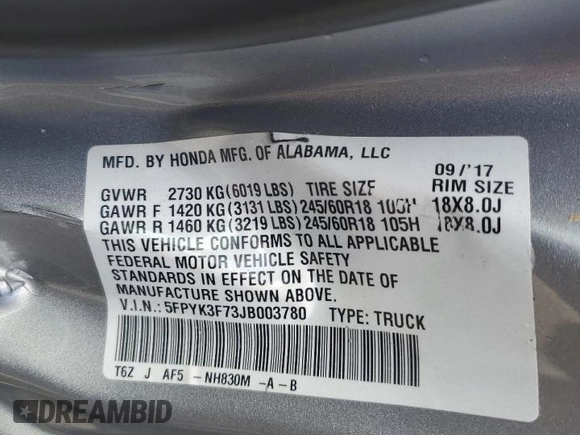 MFD. BY HONDA MFG. OF ALABAMA, LLC 09/'17
GVWR 2730 KG (6019 LBS) TIRE SIZE RIM SIZE
GAWR F 1420 KG (3131 LBS) 245/60R18 105H 18X8.0J
GAWR R 1460 KG (3219 LBS) 245/60R18 105H 18X8.0J
THIS VEHICLE CONFORMS TO ALL APPLICABLE
FEDERAL MOTOR VEHICLE SAFETY
STANDARDS IN EFFECT ON THE DATE OF
MANUFACTURE SHOWN ABOVE.
V.I.N.: 5FPYK3F73JB003780 TYPE: TRUCK
T6Z J AF5 - NH830M - A - B
DREAMBID